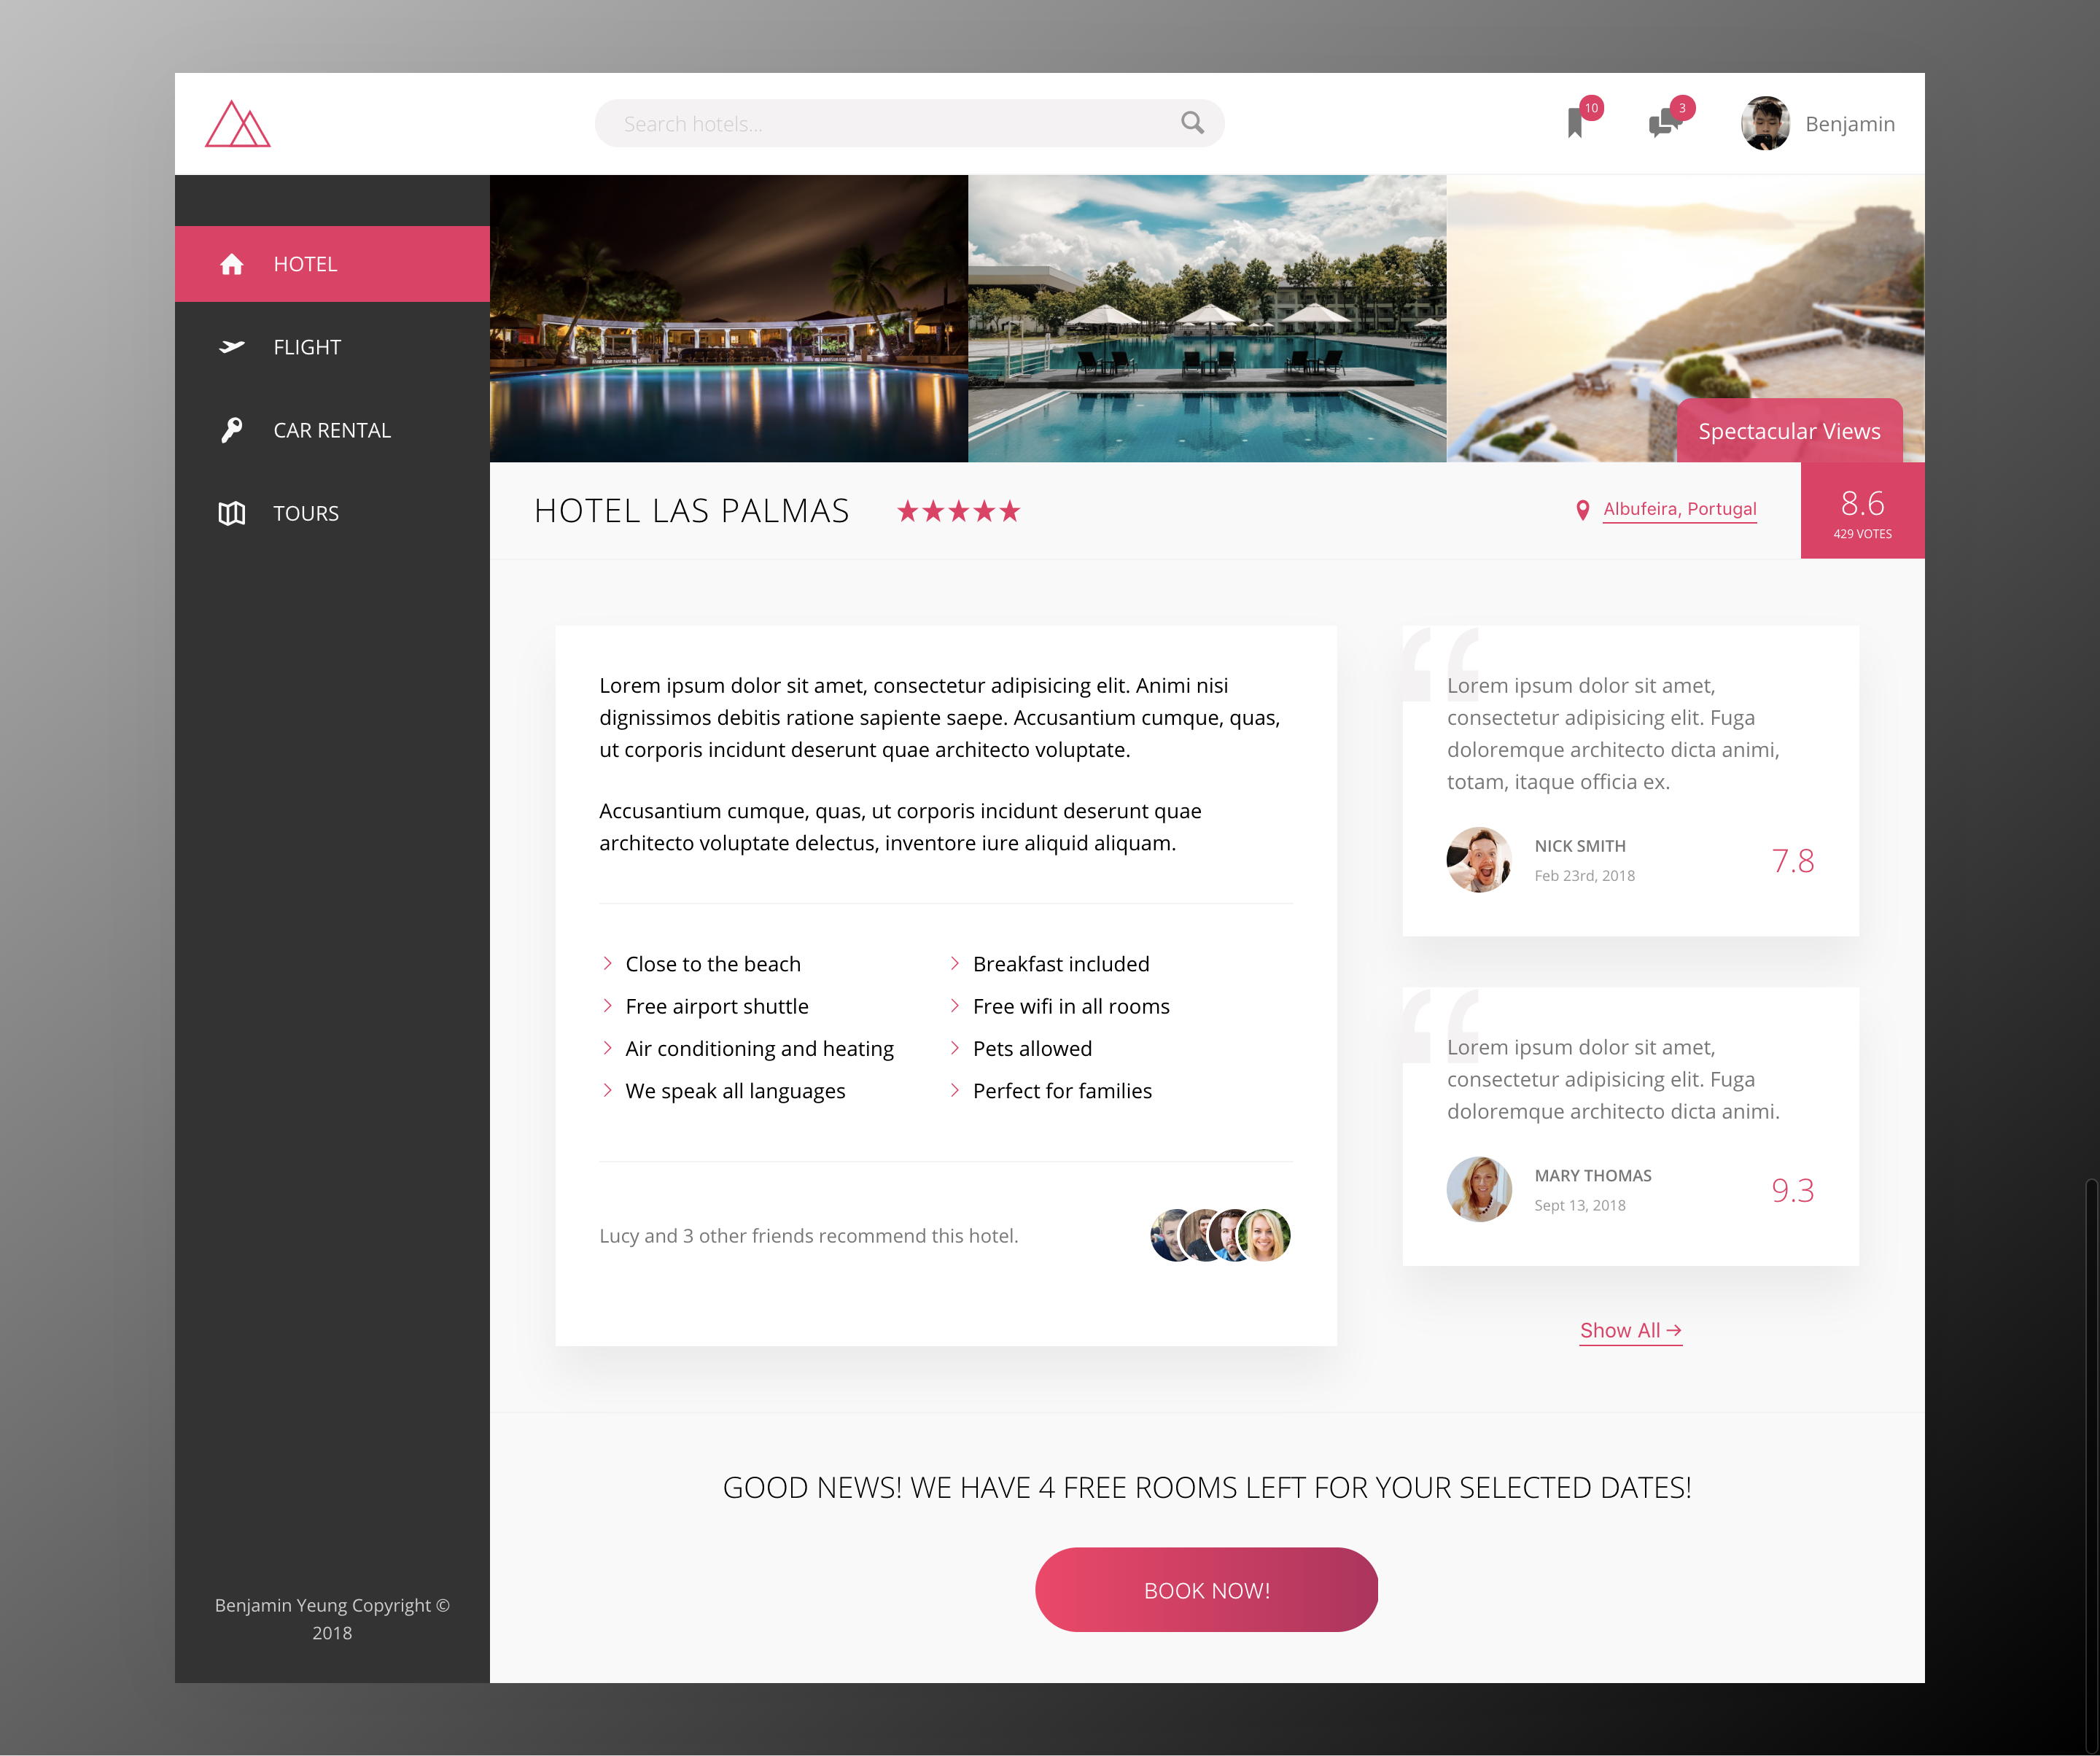 Search hotels...
10
3
Benjamin
HOTEL
FLIGHT
CAR RENTAL
TOURS
Spectacular Views
HOTEL LAS PALMAS
Albufeira, Portugal
8.6
429 VOTES
Lorem ipsum dolor sit amet, consectetur adipisicing elit. Animi nisi
dignissimos debitis ratione sapiente saepe. Accusantium cumque, quas,
ut corporis incidunt deserunt quae architecto voluptate.
Accusantium cumque, quas, ut corporis incidunt deserunt quae
architecto voluptate delectus, inventore iure aliquid aliquam.
Close to the beach
Free airport shuttle
Air conditioning and heating
We speak all languages
Breakfast included
Free wifi in all rooms
Pets allowed
Perfect for families
Lucy and 3 other friends recommend this hotel.
“
Lorem ipsum dolor sit amet,
consectetur adipisicing elit. Fuga
doloremque architecto dicta animi,
totam, itaque officia ex.
NICK SMITH
Feb 23rd, 2018
7.8
“
Lorem ipsum dolor sit amet,
consectetur adipisicing elit. Fuga
doloremque architecto dicta animi.
MARY THOMAS
Sept 13, 2018
9.3
Show All →
GOOD NEWS! WE HAVE 4 FREE ROOMS LEFT FOR YOUR SELECTED DATES!
BOOK NOW!
Benjamin Yeung Copyright ©
2018